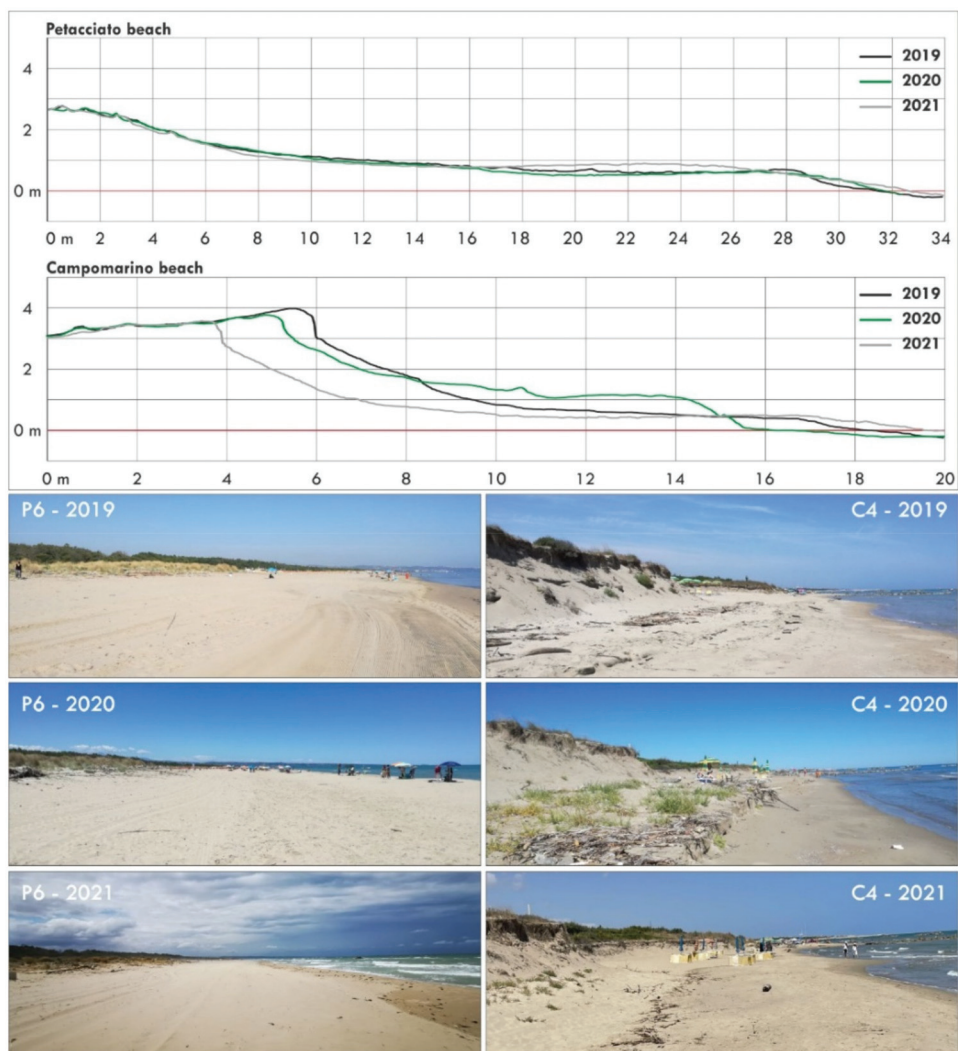 Petacciato beach
4
2
0 m
2019
2020
2021
0 m 2 4 6 8 10 12 14 16 18 20 22 24 26 28 30 32 34
Campomarino beach
4
2
0 m
2019
2020
2021
0 m 2 4 6 8 10 12 14 16 18 20
P6 - 2019
C4 - 2019
P6 - 2020
C4 - 2020
P6 - 2021
C4 - 2021